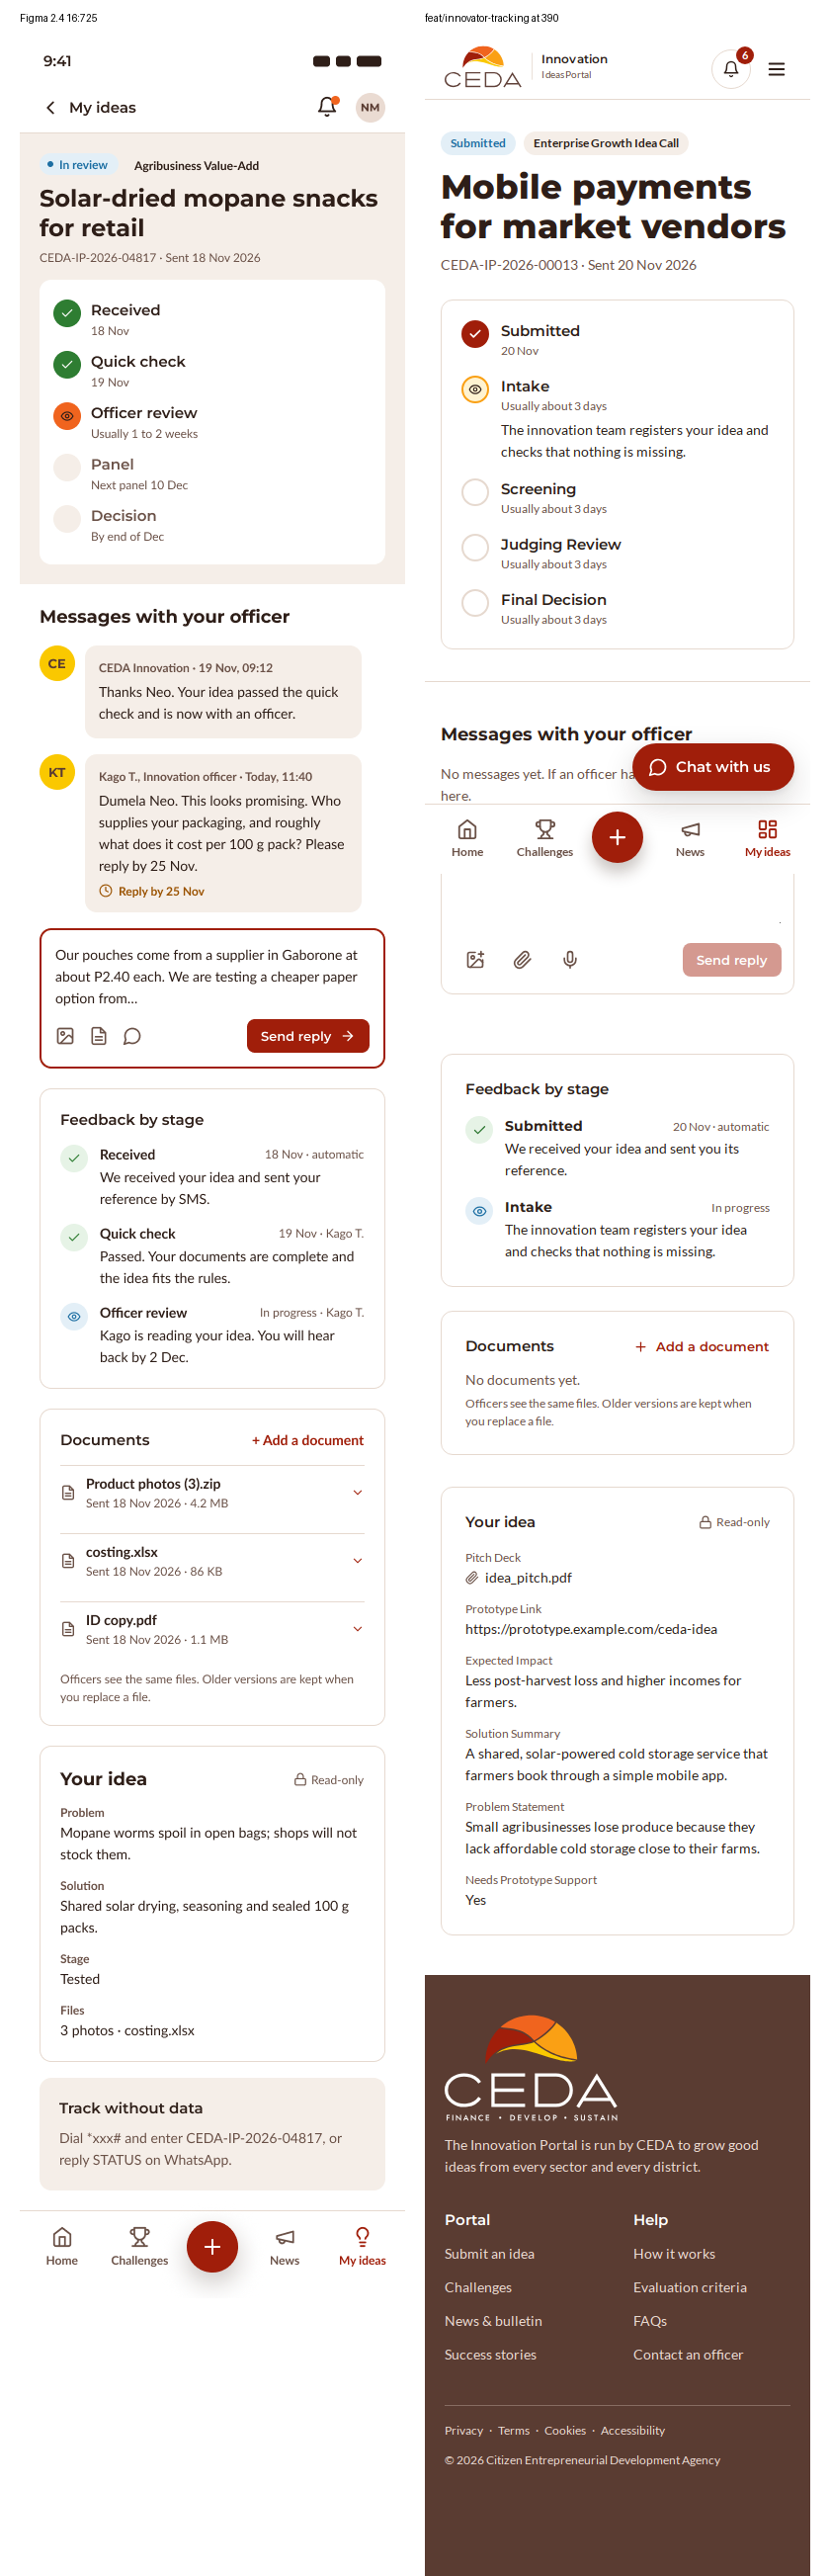 Figma 2.4 16:725
9:41
My ideas
NM
In review
Agribusiness Value-Add
Solar-dried mopane snacks
for retail
CEDA-IP-2026-04817 · Sent 18 Nov 2026
Received
18 Nov
Quick check
19 Nov
Officer review
Usually 1 to 2 weeks
Panel
Next panel 10 Dec
Decision
By end of Dec
Messages with your officer
CE
CEDA Innovation · 19 Nov, 09:12
Thanks Neo. Your idea passed the quick
check and is now with an officer.
KT
Kago T., Innovation officer · Today, 11:40
Dumela Neo. This looks promising. Who
supplies your packaging, and roughly
what does it cost per 100 g pack? Please
reply by 25 Nov.
Reply by 25 Nov
Our pouches come from a supplier in Gaborone at
about P2.40 each. We are testing a cheaper paper
option from...
Send reply
Feedback by stage
Received
18 Nov · automatic
We received your idea and sent your
reference by SMS.
Quick check
19 Nov · Kago T.
Passed. Your documents are complete and
the idea fits the rules.
Officer review
In progress · Kago T.
Kago is reading your idea. You will hear
back by 2 Dec.
Documents
+ Add a document
Product photos (3).zip
Sent 18 Nov 2026 · 4.2 MB
costing.xlsx
Sent 18 Nov 2026 · 86 KB
ID copy.pdf
Sent 18 Nov 2026 · 1.1 MB
Officers see the same files. Older versions are kept when
you replace a file.
Your idea
Read-only
Problem
Mopane worms spoil in open bags; shops will not
stock them.
Solution
Shared solar drying, seasoning and sealed 100 g
packs.
Stage
Tested
Files
3 photos · costing.xlsx
Track without data
Dial *xxx# and enter CEDA-IP-2026-04817, or
reply STATUS on WhatsApp.
Home
Challenges
News
My ideas
feat/innovator-tracking at 390
CEDA
Innovation
Ideas Portal
6
Submitted
Enterprise Growth Idea Call
Mobile payments
for market vendors
CEDA-IP-2026-00013 · Sent 20 Nov 2026
Submitted
20 Nov
Intake
Usually about 3 days
The innovation team registers your idea and
checks that nothing is missing.
Screening
Usually about 3 days
Judging Review
Usually about 3 days
Final Decision
Usually about 3 days
Messages with your officer
No messages yet. If an officer ha
here.
Chat with us
Home
Challenges
News
My ideas
Send reply
Feedback by stage
Submitted
20 Nov · automatic
We received your idea and sent you its
reference.
Intake
In progress
The innovation team registers your idea
and checks that nothing is missing.
Documents
+ Add a document
No documents yet.
Officers see the same files. Older versions are kept when
you replace a file.
Your idea
Read-only
Pitch Deck
idea_pitch.pdf
Prototype Link
https://prototype.example.com/ceda-idea
Expected Impact
Less post-harvest loss and higher incomes for
farmers.
Solution Summary
A shared, solar-powered cold storage service that
farmers book through a simple mobile app.
Problem Statement
Small agribusinesses lose produce because they
lack affordable cold storage close to their farms.
Needs Prototype Support
Yes
CEDA
FINANCE • DEVELOP • SUSTAIN
The Innovation Portal is run by CEDA to grow good
ideas from every sector and every district.
Portal
Submit an idea
Challenges
News & bulletin
Success stories
Help
How it works
Evaluation criteria
FAQs
Contact an officer
Privacy · Terms · Cookies · Accessibility
© 2026 Citizen Entrepreneurial Development Agency